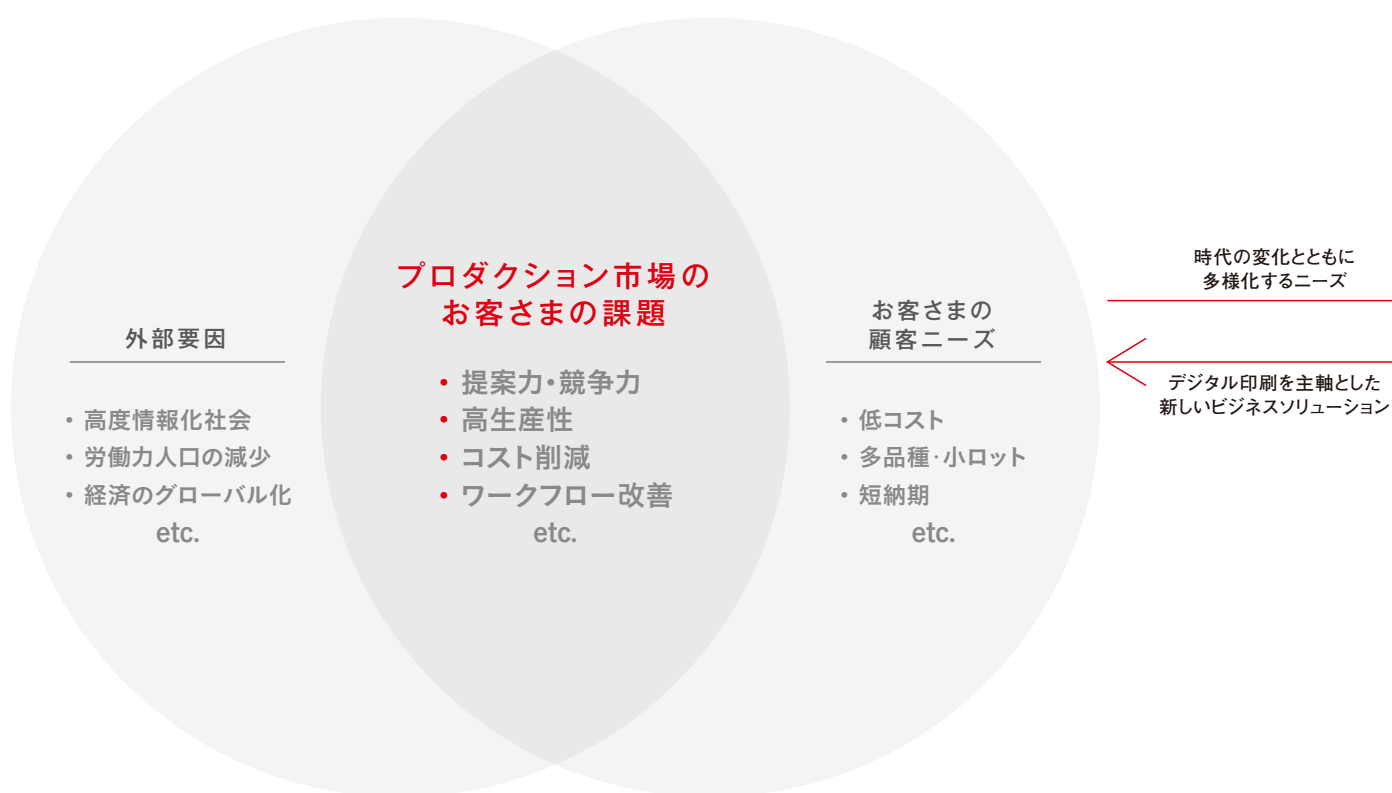 外部要因
・高度情報化社会
・労働力人口の減少
・経済のグローバル化
etc.
プロダクション市場の
お客さまの課題
・提案力・競争力
・高生産性
・コスト削減
・ワークフロー改善
etc.
お客さまの
顧客ニーズ
・低コスト
・多品種・小ロット
・短納期
etc.
時代の変化とともに
多様化するニーズ
デジタル印刷を主軸とした
新しいビジネスソリューション